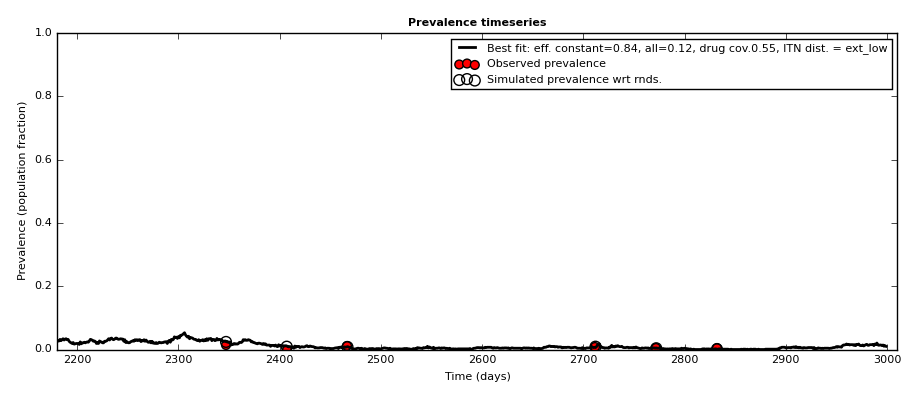 Prevalence timeseries
Best fit: eff. constant=0.84, all=0.12, drug cov.0.55, ITN dist. = ext_low
Observed prevalence
Simulated prevalence wrt rnds.
Prevalence (population fraction)
1.0
0.8
0.6
0.4
0.2
0.0
2200 2300 2400 2500 2600 2700 2800 2900 3000
Time (days)